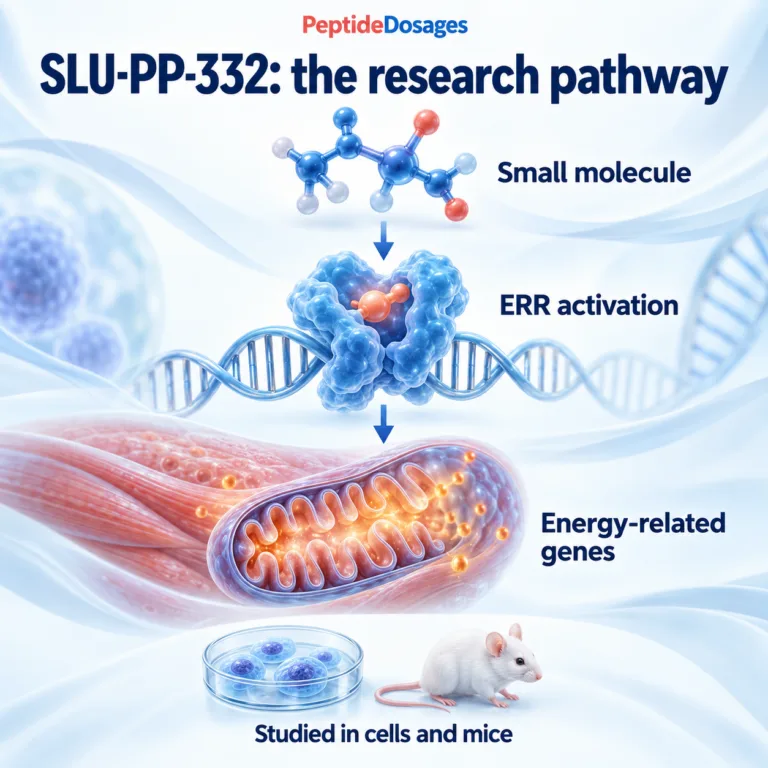 PeptideDosages
SLU-PP-332: the research pathway
Small molecule
ERR activation
Energy-related
genes
Studied in cells and mice